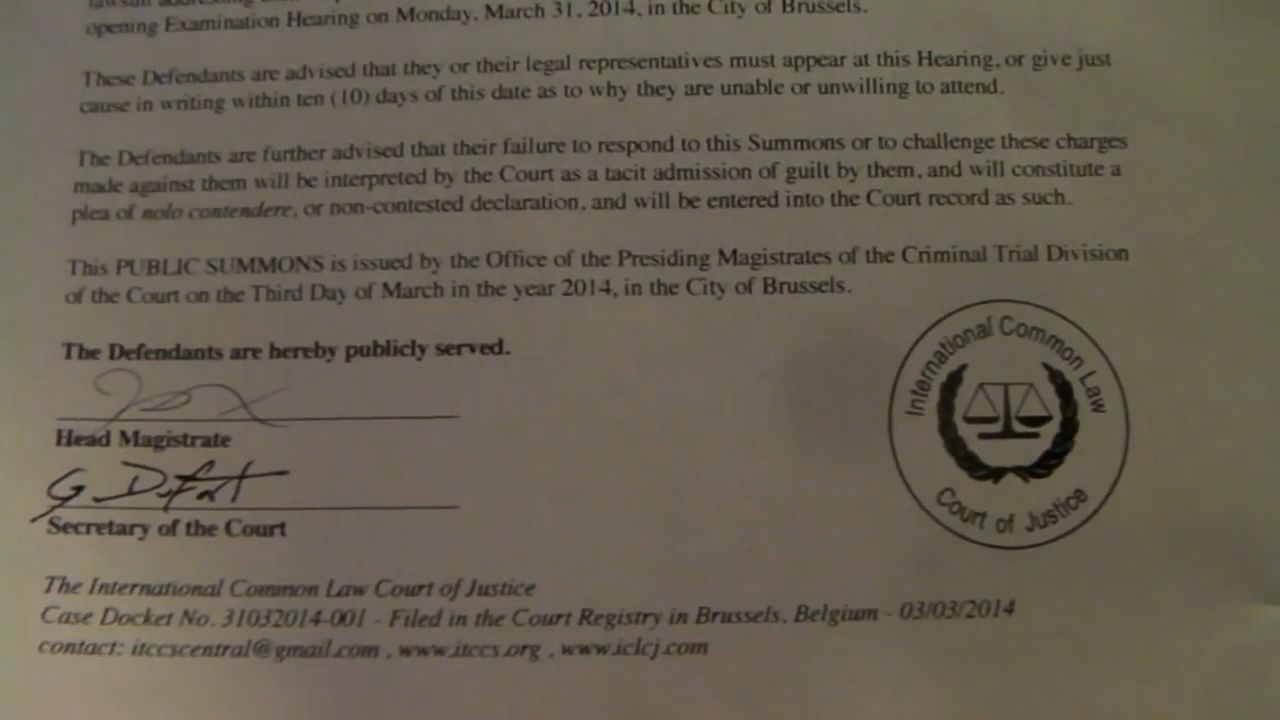 opening Examination Hearing on Monday, March 31, 2014, in the City of Brussels.
These Defendants are advised that they or their legal representatives must appear at this Hearing, or give just
cause in writing within ten (10) days of this date as to why they are unable or unwilling to attend.
The Defendants are further advised that their failure to respond to this Summons or to challenge these charges
made against them will be interpreted by the Court as a tacit admission of guilt by them, and will constitute a
plea of nolo contendere, or non-contested declaration, and will be entered into the Court record as such.
This PUBLIC SUMMONS is issued by the Office of the Presiding Magistrates of the Criminal Trial Division
of the Court on the Third Day of March in the year 2014, in the City of Brussels.
The Defendants are hereby publicly served.
Head Magistrate
Secretary of the Court
International Common Law
Court of Justice
The International Common Law Court of Justice
Case Docket No. 31032014-001 - Filed in the Court Registry in Brussels, Belgium - 03/03/2014
contact: itccscentral@gmail.com , www.itccs.org , www.iclcj.com